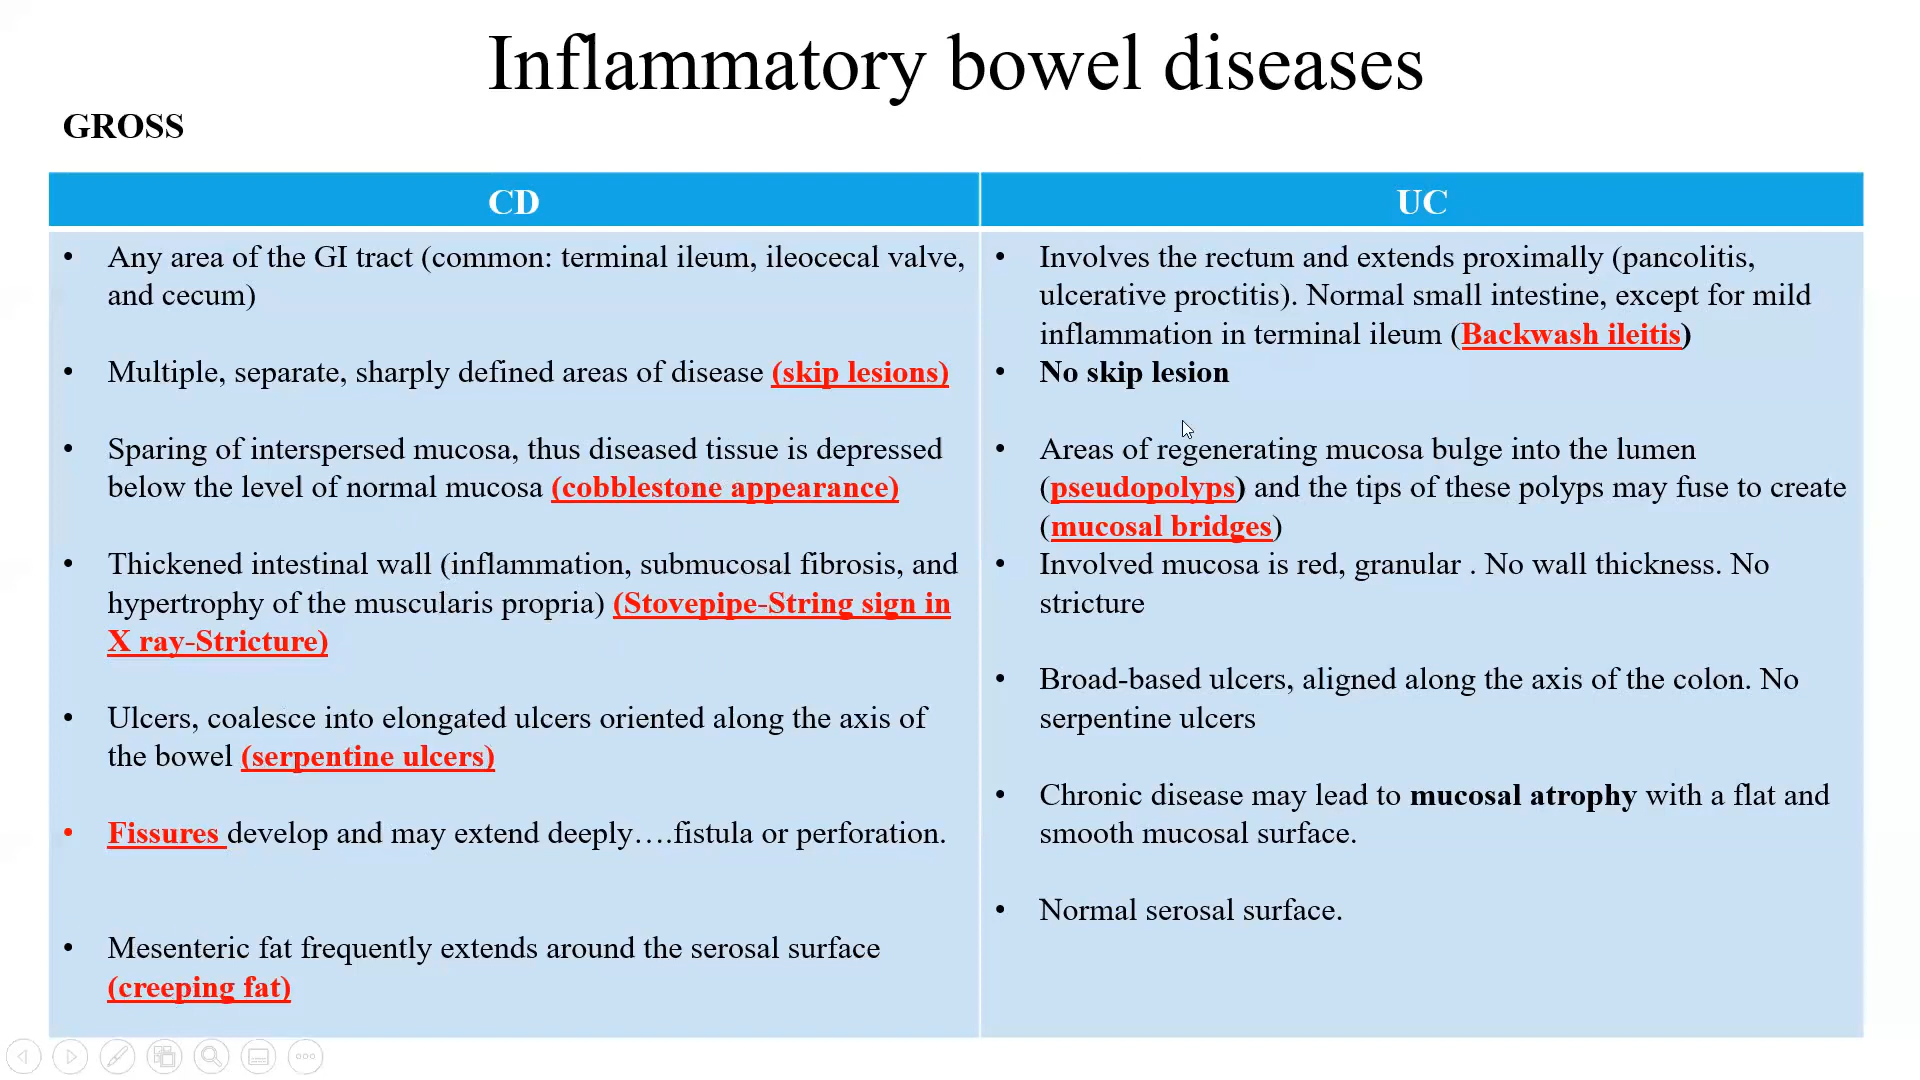 Inflammatory bowel diseases
GROSS
CD
• Any area of the GI tract (common: terminal ileum, ileocecal valve,
and cecum)
• Multiple, separate, sharply defined areas of disease (skip lesions)
• Sparing of interspersed mucosa, thus diseased tissue is depressed
below the level of normal mucosa (cobblestone appearance)
• Thickened intestinal wall (inflammation, submucosal fibrosis, and
hypertrophy of the muscularis propria) (Stovepipe-String sign in
X ray-Stricture)
• Ulcers, coalesce into elongated ulcers oriented along the axis of
the bowel (serpentine ulcers)
• Fissures develop and may extend deeply….fistula or perforation.
• Mesenteric fat frequently extends around the serosal surface
(creeping fat)
UC
• Involves the rectum and extends proximally (pancolitis,
ulcerative proctitis). Normal small intestine, except for mild
inflammation in terminal ileum (Backwash ileitis)
• No skip lesion
• Areas of regenerating mucosa bulge into the lumen
(pseudopolyps) and the tips of these polyps may fuse to create
(mucosal bridges)
• Involved mucosa is red, granular . No wall thickness. No
stricture
• Broad-based ulcers, aligned along the axis of the colon. No
serpentine ulcers
• Chronic disease may lead to mucosal atrophy with a flat and
smooth mucosal surface.
• Normal serosal surface.